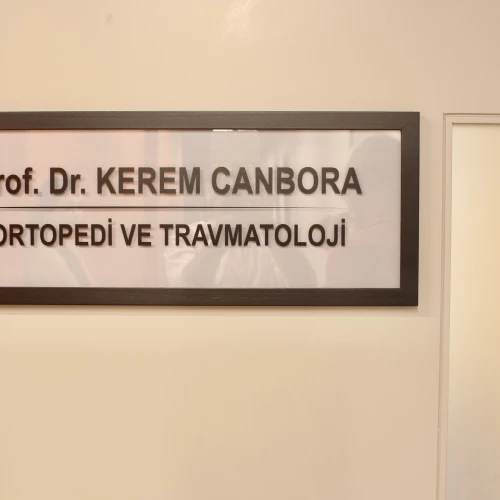 rof. Dr. KEREM CANBORA
ORTOPEDİ VE TRAVMATOLOJİ